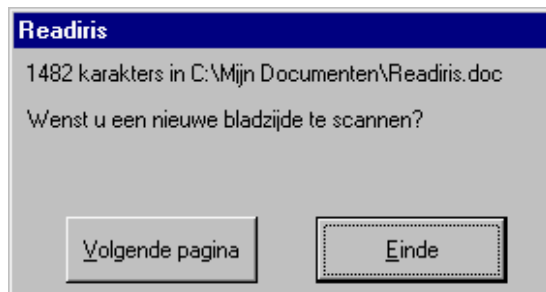 Readiris
1482 karakters in C:\Mijn Documenten\Readiris.doc
Wenst u een nieuwe bladzijde te scannen?
Volgende pagina
Einde